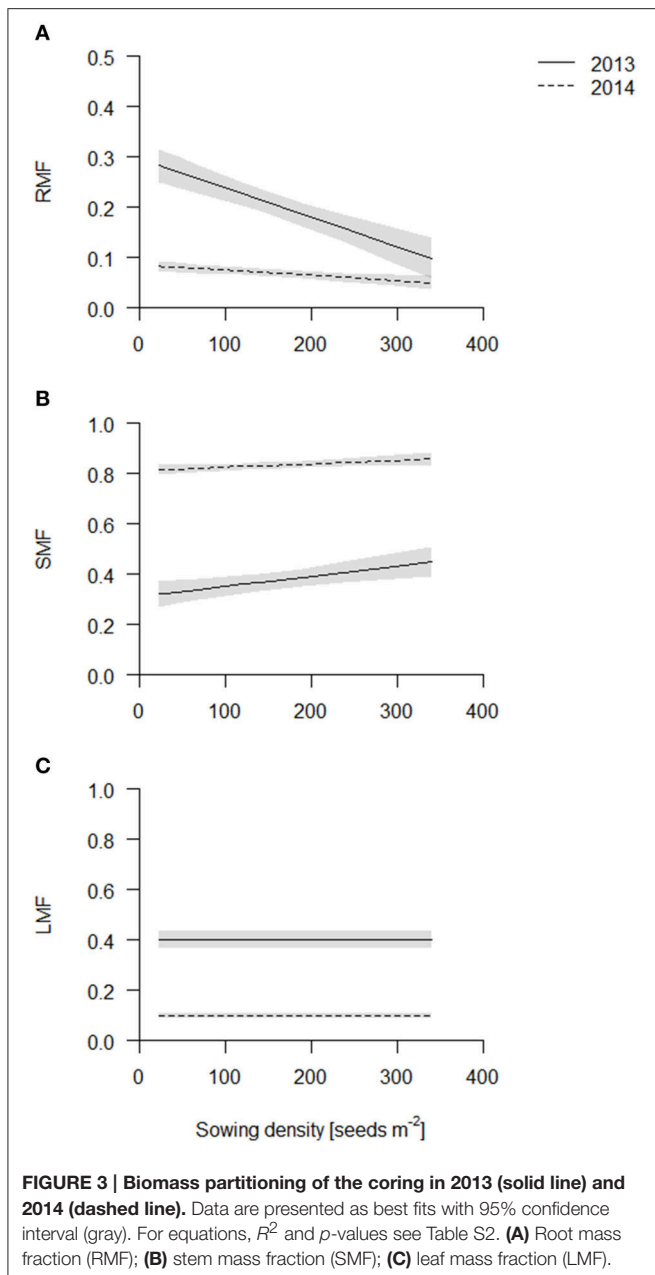 A
0.5
0.4
0.3
0.2
0.1
0.0
RMF
0 100 200 300 400
2013
2014
B
1.0
0.8
0.6
0.4
0.2
0.0
SMF
0 100 200 300 400
C
1.0
0.8
0.6
0.4
0.2
0.0
LMF
0 100 200 300 400
Sowing density [seeds m⁻²]
FIGURE 3 | Biomass partitioning of the coring in 2013 (solid line) and
2014 (dashed line). Data are presented as best fits with 95% confidence
interval (gray). For equations, R² and p-values see Table S2. (A) Root mass
fraction (RMF); (B) stem mass fraction (SMF); (C) leaf mass fraction (LMF).